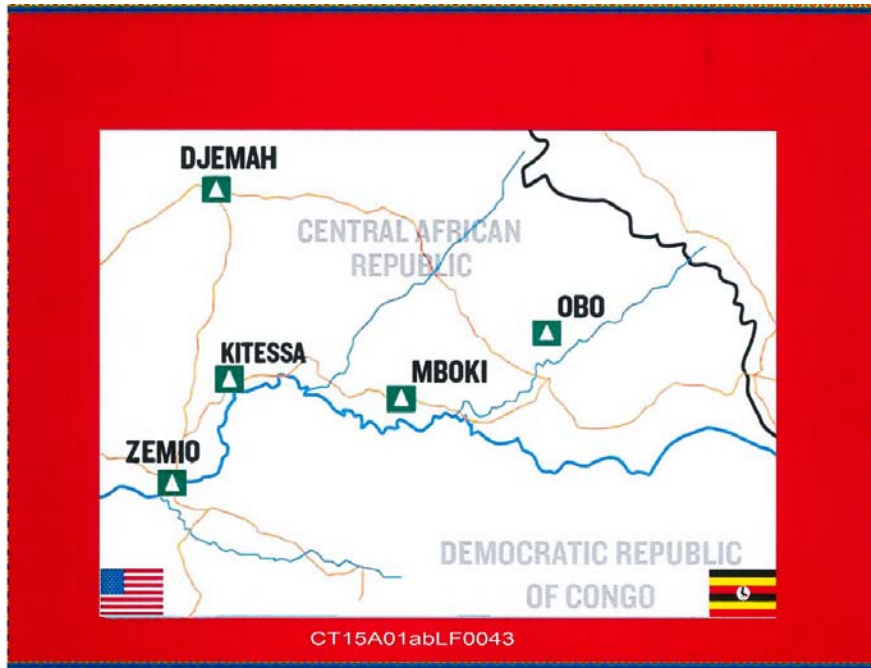 DJEMAH
CENTRAL AFRICAN
REPUBLIC
OBO
KITESSA
MBOKI
ZEMIO
DEMOCRATIC REPUBLIC
OF CONGO
CT15A01abLF0043